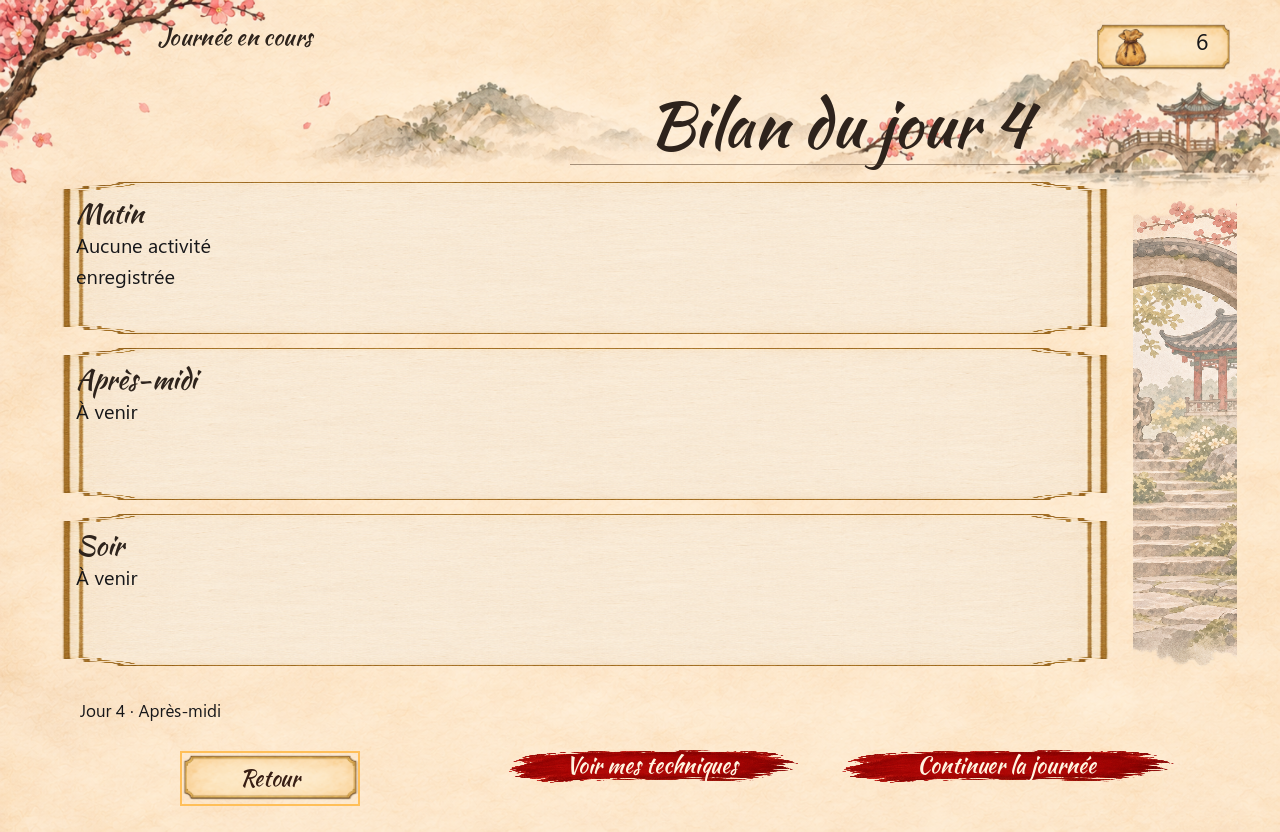 Journée en cours
6
Bilan du jour 4
Matin
Aucune activité
enregistrée
Après-midi
À venir
Soir
À venir
Jour 4 · Après-midi
Retour
Voir mes techniques
Continuer la journée